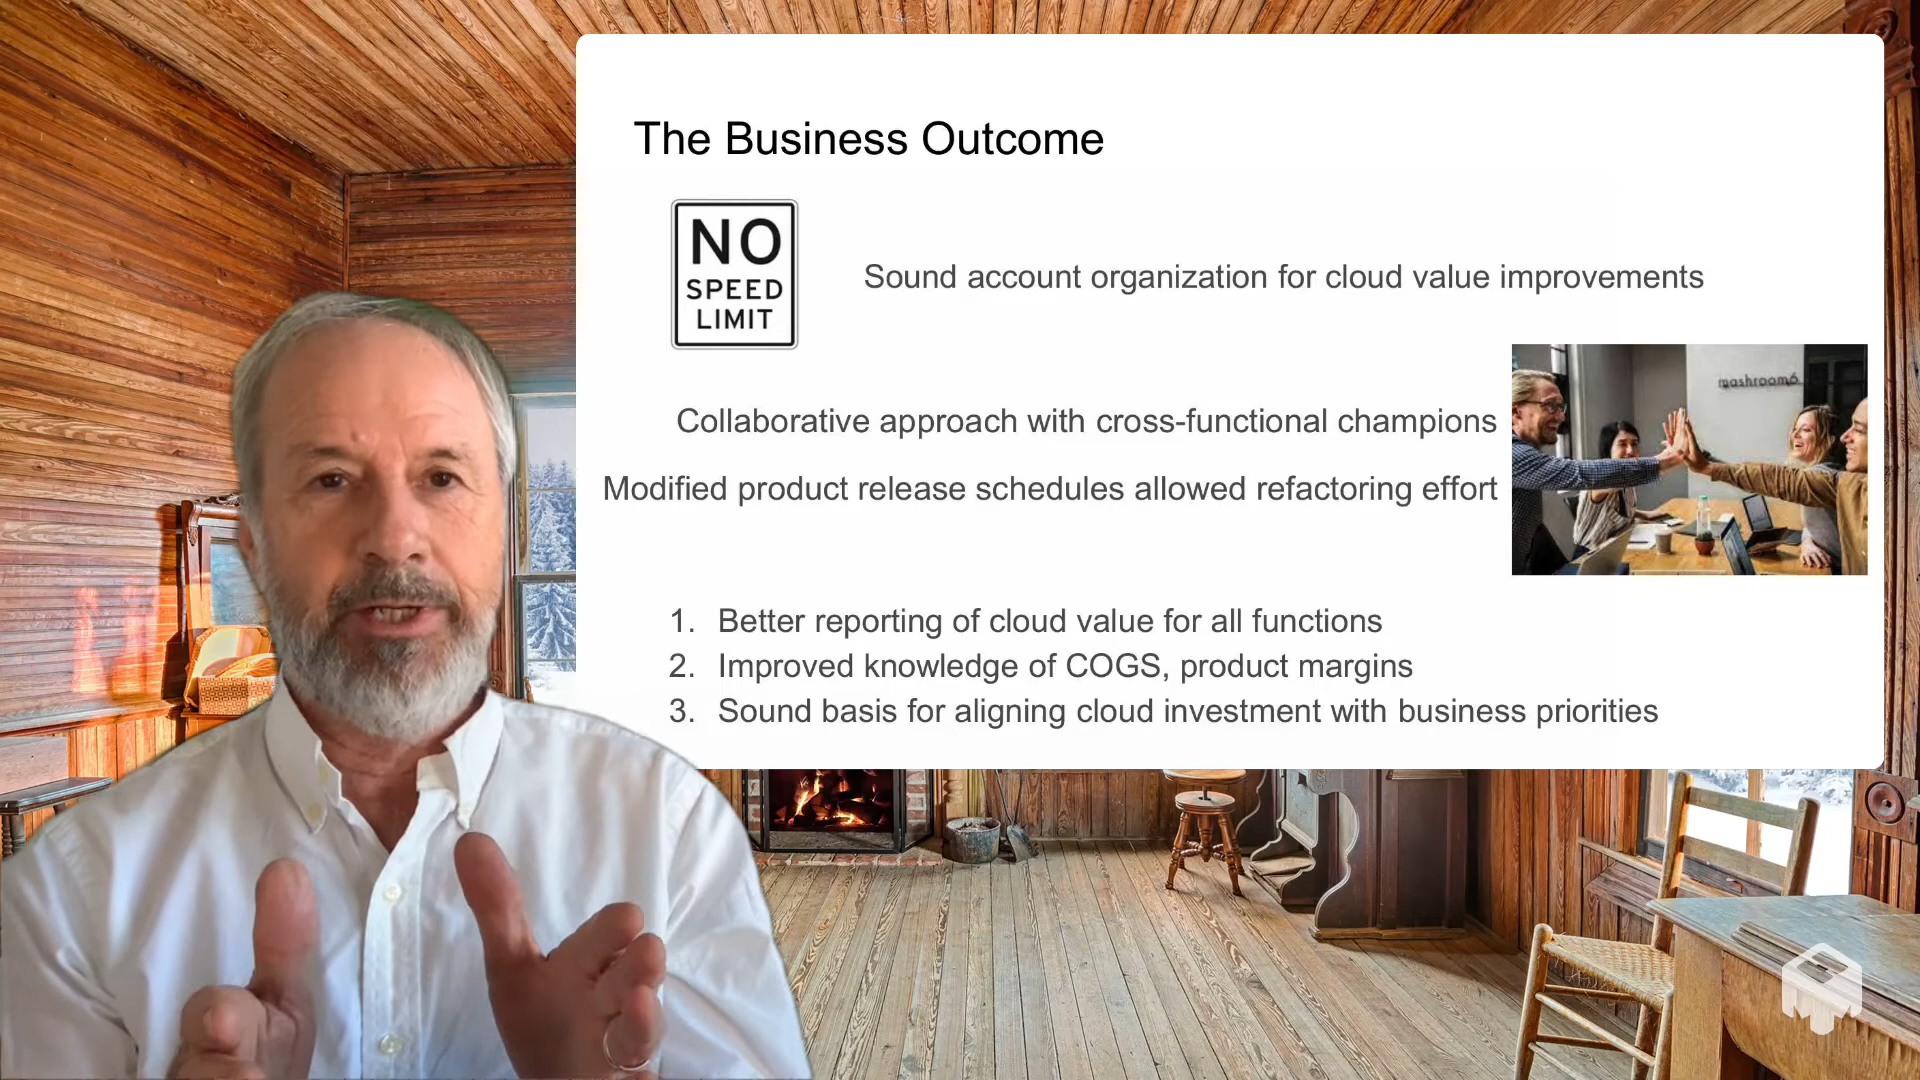 The Business Outcome
NO
SPEED
LIMIT
Sound account organization for cloud value improvements
mashroom6
Collaborative approach with cross-functional champions
Modified product release schedules allowed refactoring effort
1. Better reporting of cloud value for all functions
2. Improved knowledge of COGS, product margins
3. Sound basis for aligning cloud investment with business priorities